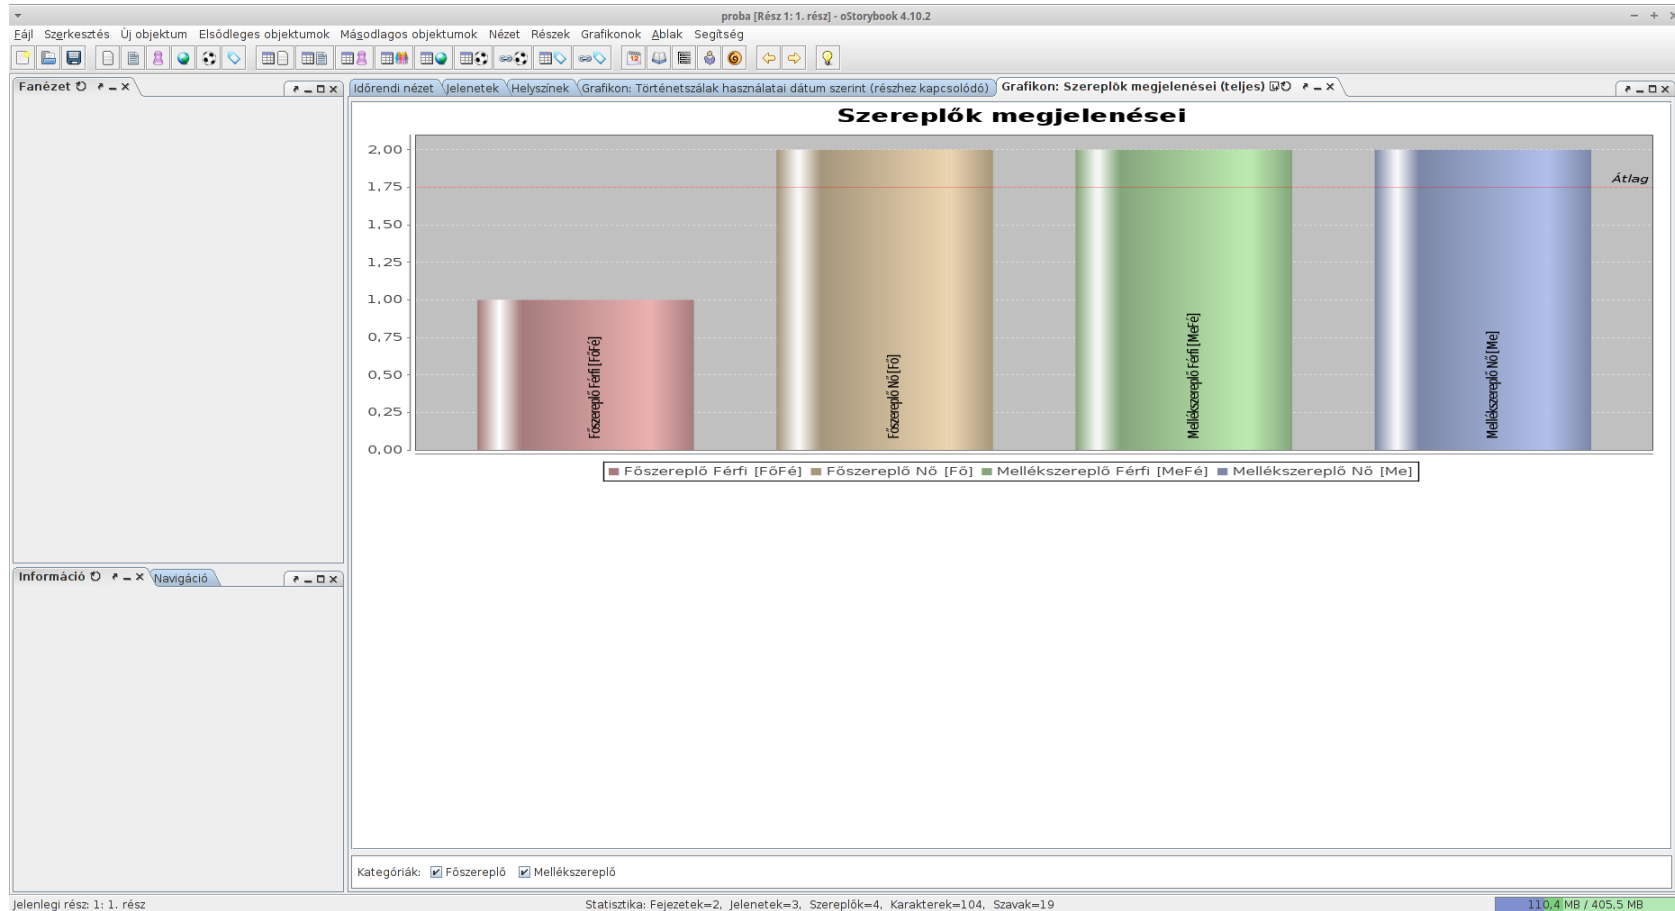 proba [Rész 1: 1. rész] - oStorybook 4.10.2
Fájl Szerkesztés Új objektum Elsődleges objektumok Másodlagos objektumok Nézet Részek Grafikonok Ablak Segítség
12
Fanézet
Időrendi nézet Jelenetek Helyszínek Grafikon: Történetszálak használatai dátum szerint (részhez kapcsolódó) Grafikon: Szereplők megjelenései (teljes)
Szereplők megjelenései
2,00
1,75
1,50
1,25
1,00
0,75
0,50
0,25
0,00
Átlag
Főszereplő Férfi [FőFé]
Főszereplő Nő [Fő]
Mellékszereplő Férfi [MeFé]
Mellékszereplő Nő [Me]
Főszereplő Férfi [FőFé] Főszereplő Nő [Fő] Mellékszereplő Férfi [MeFé] Mellékszereplő Nő [Me]
Információ Navigáció
Kategóriák: Főszereplő Mellékszereplő
Jelenlegi rész: 1: 1. rész
Statisztika: Fejezetek=2, Jelenetek=3, Szereplők=4, Karakterek=104, Szavak=19
110,4 MB / 405,5 MB